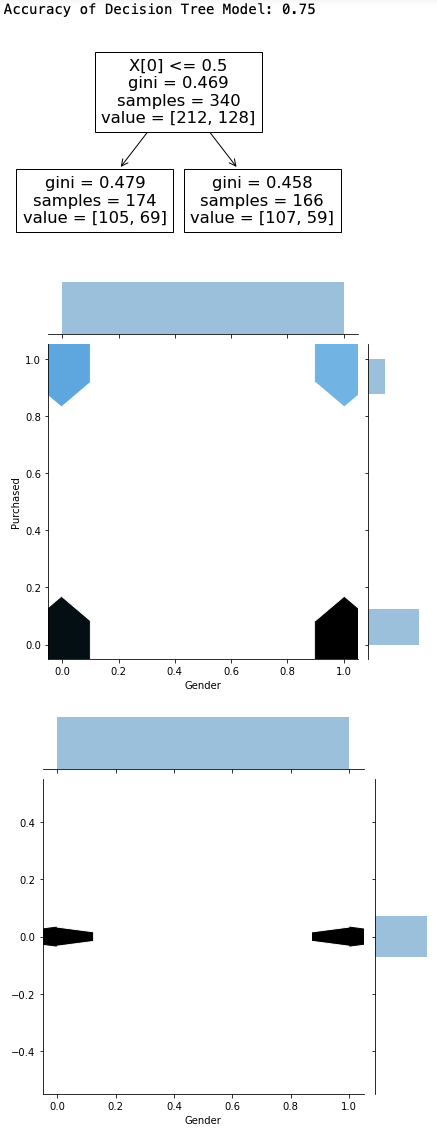 Accuracy of Decision Tree Model: 0.75
X[0] <= 0.5
gini = 0.469
samples = 340
value = [212, 128]
gini = 0.479
samples = 174
value = [105, 69]
gini = 0.458
samples = 166
value = [107, 59]
1.0
0.8
0.6
0.4
0.2
0.0
Purchased
0.0 0.2 0.4 0.6 0.8 1.0
Gender
0.4
0.2
0.0
−0.2
−0.4
0.0 0.2 0.4 0.6 0.8 1.0
Gender